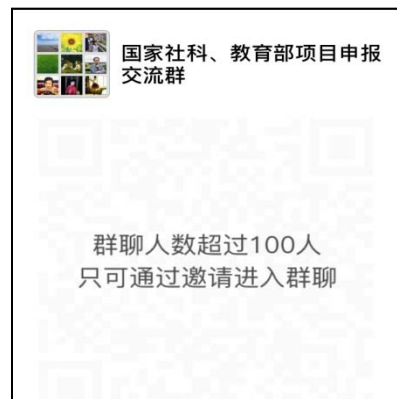 国家社科、教育部项目申报
交流群
群聊人数超过100人
只可通过邀请进入群聊